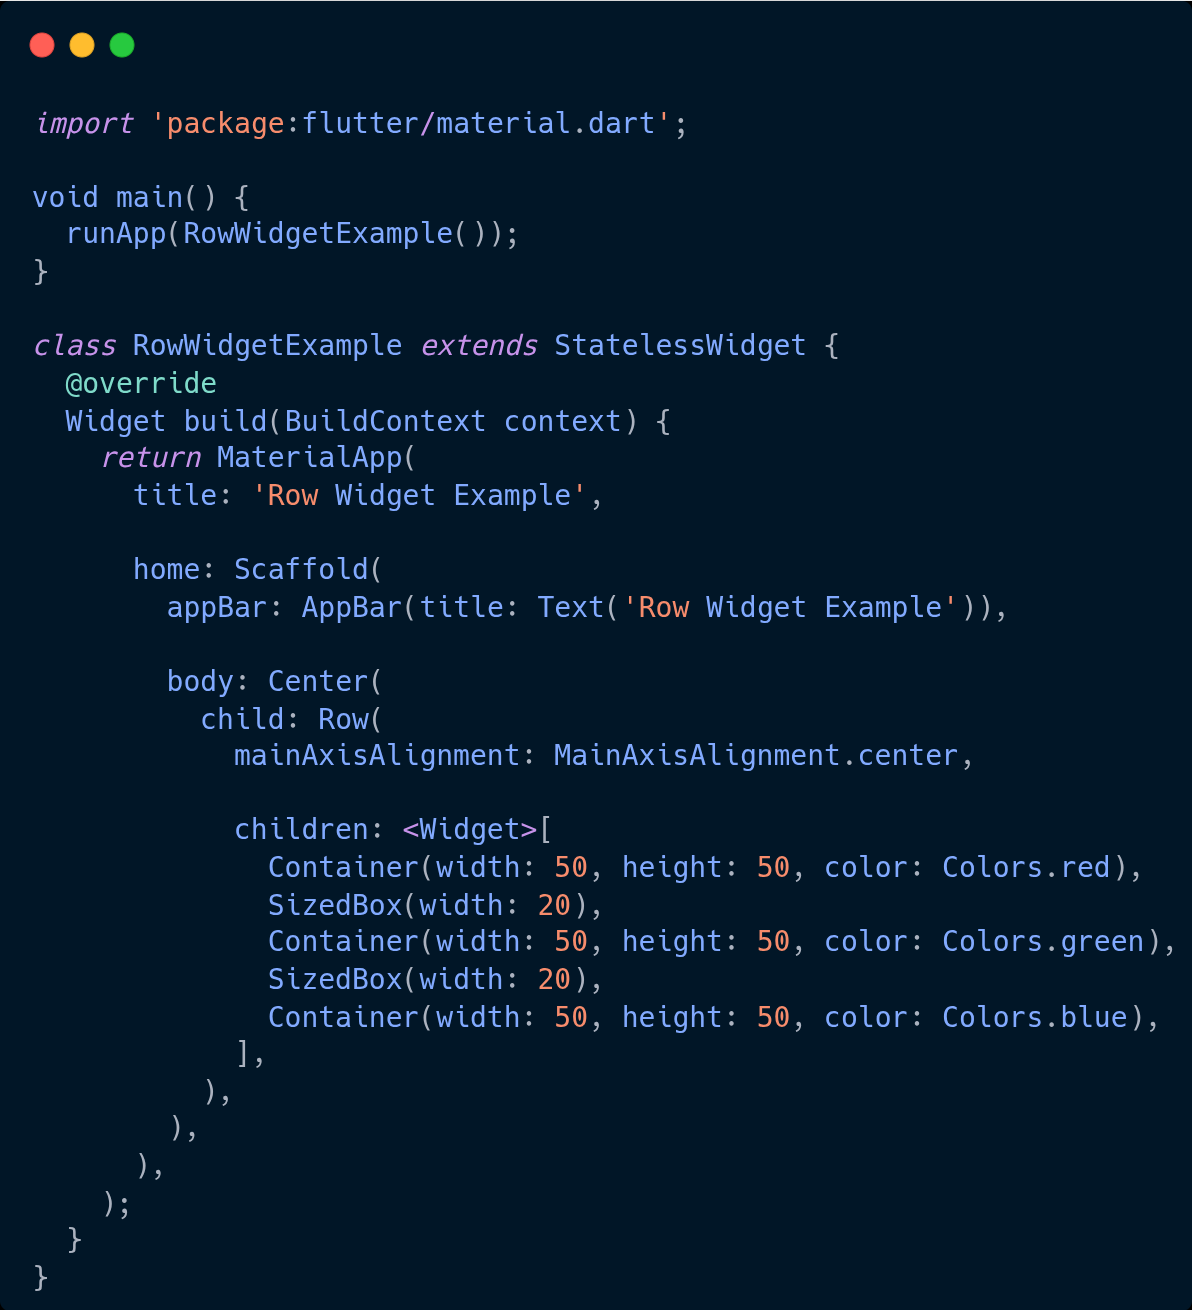 import 'package:flutter/material.dart';

void main() {
  runApp(RowWidgetExample());
}

class RowWidgetExample extends StatelessWidget {
  @override
  Widget build(BuildContext context) {
    return MaterialApp(
      title: 'Row Widget Example',

      home: Scaffold(
        appBar: AppBar(title: Text('Row Widget Example')),

        body: Center(
          child: Row(
            mainAxisAlignment: MainAxisAlignment.center,

            children: <Widget>[
              Container(width: 50, height: 50, color: Colors.red),
              SizedBox(width: 20),
              Container(width: 50, height: 50, color: Colors.green),
              SizedBox(width: 20),
              Container(width: 50, height: 50, color: Colors.blue),
            ],
          ),
        ),
      ),
    );
  }
}